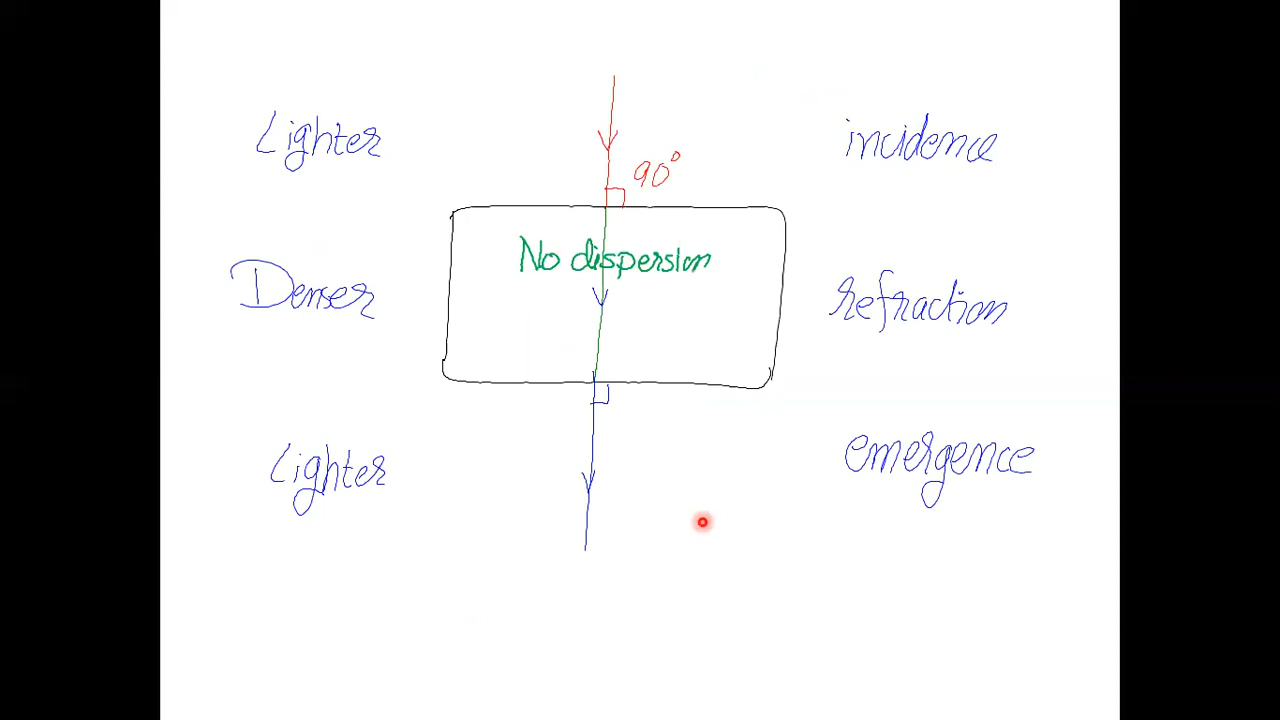 Lighter
incidence
90°
No dispersion
Denser
refraction
Lighter
emergence